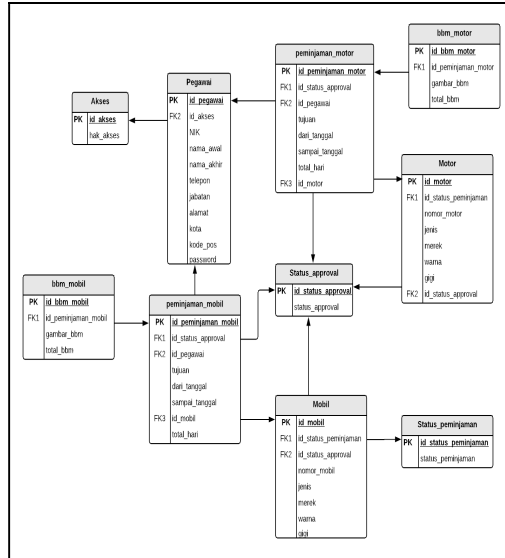 bbm_motor
PK id_bbm_motor
FK1 id_peminjaman_motor
gambar_bbm
total_bbm
peminjaman_motor
PK id_peminjaman_motor
FK1 id_status_approval
FK2 id_pegawai
tujuan
dari_tanggal
sampai_tanggal
total_hari
FK3 id_motor
Pegawai
PK id_pegawai
FK2 id_akses
NIK
nama_awal
nama_akhir
telepon
jabatan
alamat
kota
kode_pos
password
Akses
PK id_akses
hak_akses
Motor
PK id_motor
FK1 id_status_peminjaman
nomor_motor
jenis
merek
warna
gigi
FK2 id_status_approval
Status_approval
PK id_status_approval
status_approval
bbm_mobil
PK id_bbm_mobil
FK1 id_peminjaman_mobil
gambar_bbm
total_bbm
peminjaman_mobil
PK id_peminjaman_mobil
FK1 id_status_approval
FK2 id_pegawai
tujuan
dari_tanggal
sampai_tanggal
FK3 id_mobil
total_hari
Mobil
PK id_mobil
FK1 id_status_peminjaman
FK2 id_status_approval
nomor_mobil
jenis
merek
warna
gigi
Status_peminjaman
PK id_status_peminjaman
status_peminjaman